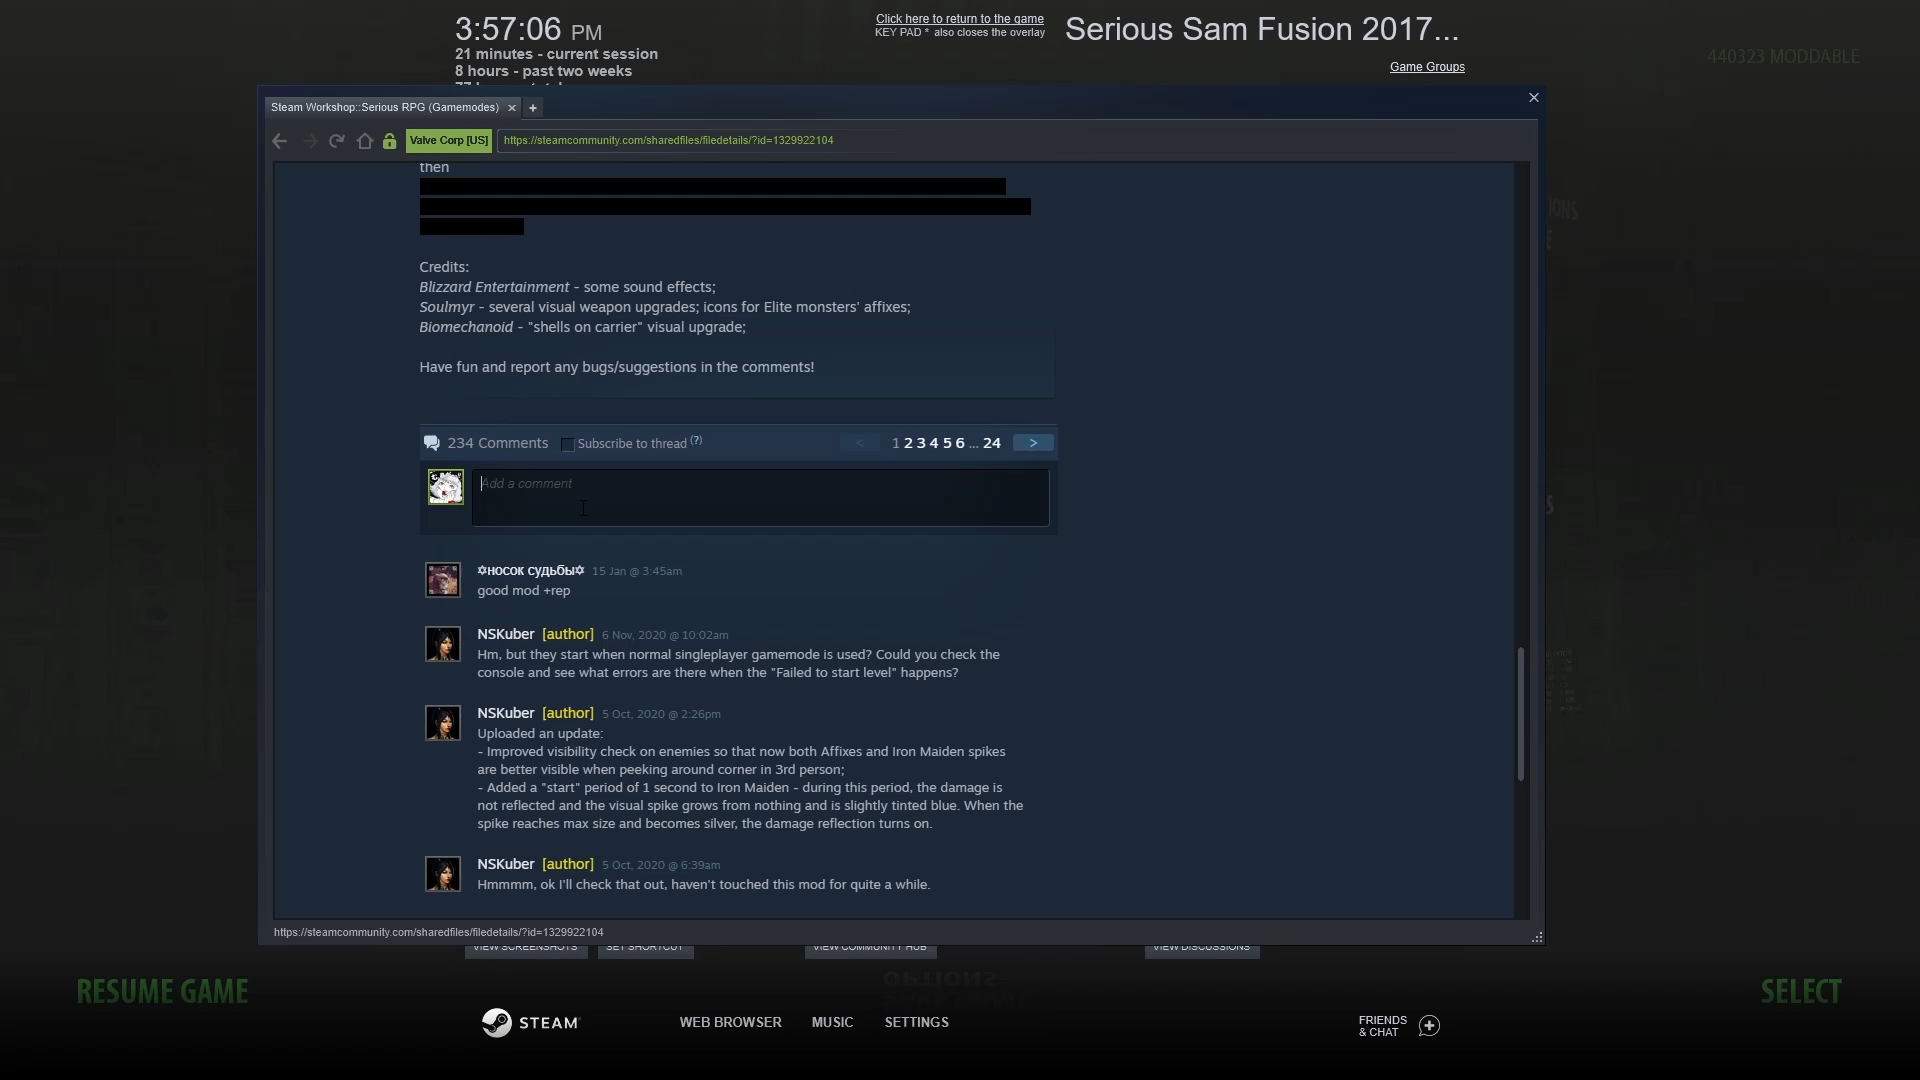 3:57:06 PM
21 minutes - current session
8 hours - past two weeks
Click here to return to the game
KEY PAD * also closes the overlay
Serious Sam Fusion 2017...
Game Groups
440323 MODDABLE
Steam Workshop::Serious RPG (Gamemodes)
Valve Corp [US]
https://steamcommunity.com/sharedfiles/filedetails/?id=1329922104
then
Credits:
Blizzard Entertainment - some sound effects;
Soulmyr - several visual weapon upgrades; icons for Elite monsters' affixes;
Biomechanoid - "shells on carrier" visual upgrade;
Have fun and report any bugs/suggestions in the comments!
234 Comments Subscribe to thread (?) < 1 2 3 4 5 6 ... 24 >
Add a comment
✡носок судьбы✡ 15 Jan @ 3:45am
good mod +rep
NSKuber [author] 6 Nov, 2020 @ 10:02am
Hm, but they start when normal singleplayer gamemode is used? Could you check the
console and see what errors are there when the "Failed to start level" happens?
NSKuber [author] 5 Oct, 2020 @ 2:26pm
Uploaded an update:
- Improved visibility check on enemies so that now both Affixes and Iron Maiden spikes
are better visible when peeking around corner in 3rd person;
- Added a "start" period of 1 second to Iron Maiden - during this period, the damage is
not reflected and the visual spike grows from nothing and is slightly tinted blue. When the
spike reaches max size and becomes silver, the damage reflection turns on.
NSKuber [author] 5 Oct, 2020 @ 6:39am
Hmmmm, ok I'll check that out, haven't touched this mod for quite a while.
https://steamcommunity.com/sharedfiles/filedetails/?id=1329922104
VIEW SCREENSHOTS SET SHORTCUT VIEW COMMUNITY HUB VIEW DISCUSSIONS
OPTIONS
RESUME GAME
SELECT
STEAM
WEB BROWSER MUSIC SETTINGS
FRIENDS
& CHAT